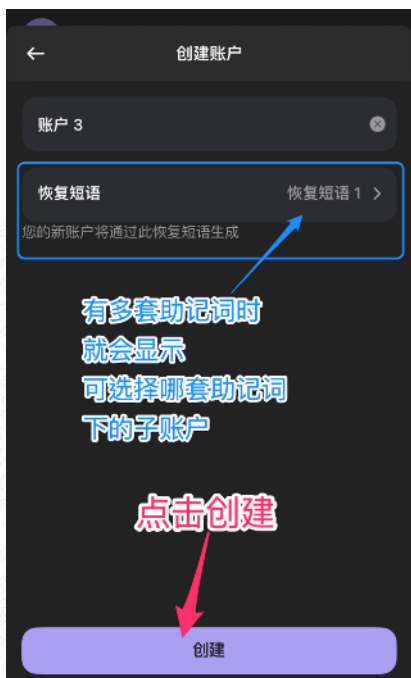 创建账户
账户 3
恢复短语
恢复短语 1
您的新账户将通过此恢复短语生成
有多套助记词时
就会显示
可选择哪套助记词
下的子账户
点击创建
创建